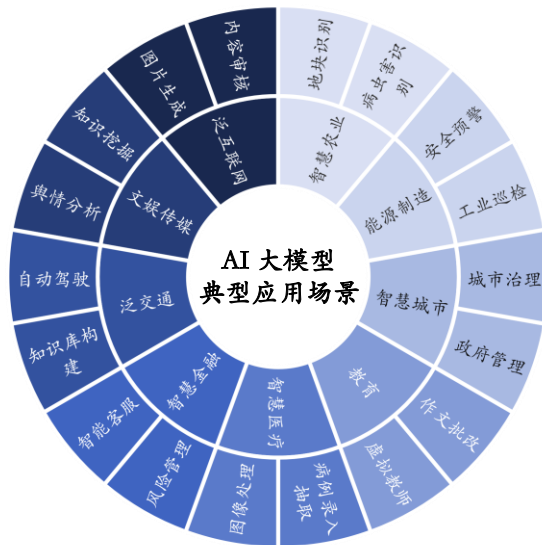 AI 大模型
典型应用场景
智慧农业
地块识别
病虫害识
别
能源制造
安全预警
工业巡检
智慧城市
城市治理
政府管理
教育
作文批改
虚拟教师
智慧医疗
病例录入
抽取
图像处理
智慧金融
风险管理
智能客服
泛交通
知识库构
建
自动驾驶
文娱传媒
舆情分析
知识挖掘
泛互联网
图片生成
内容审核